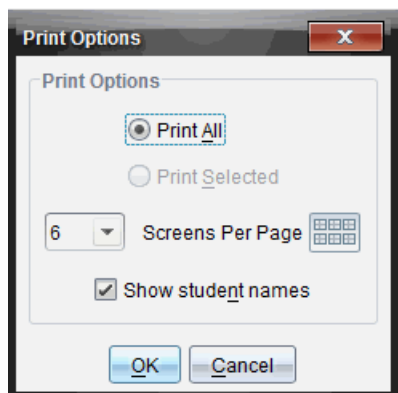 Print Options
Print Options
Print All
Print Selected
6 Screens Per Page
Show student names
OK Cancel